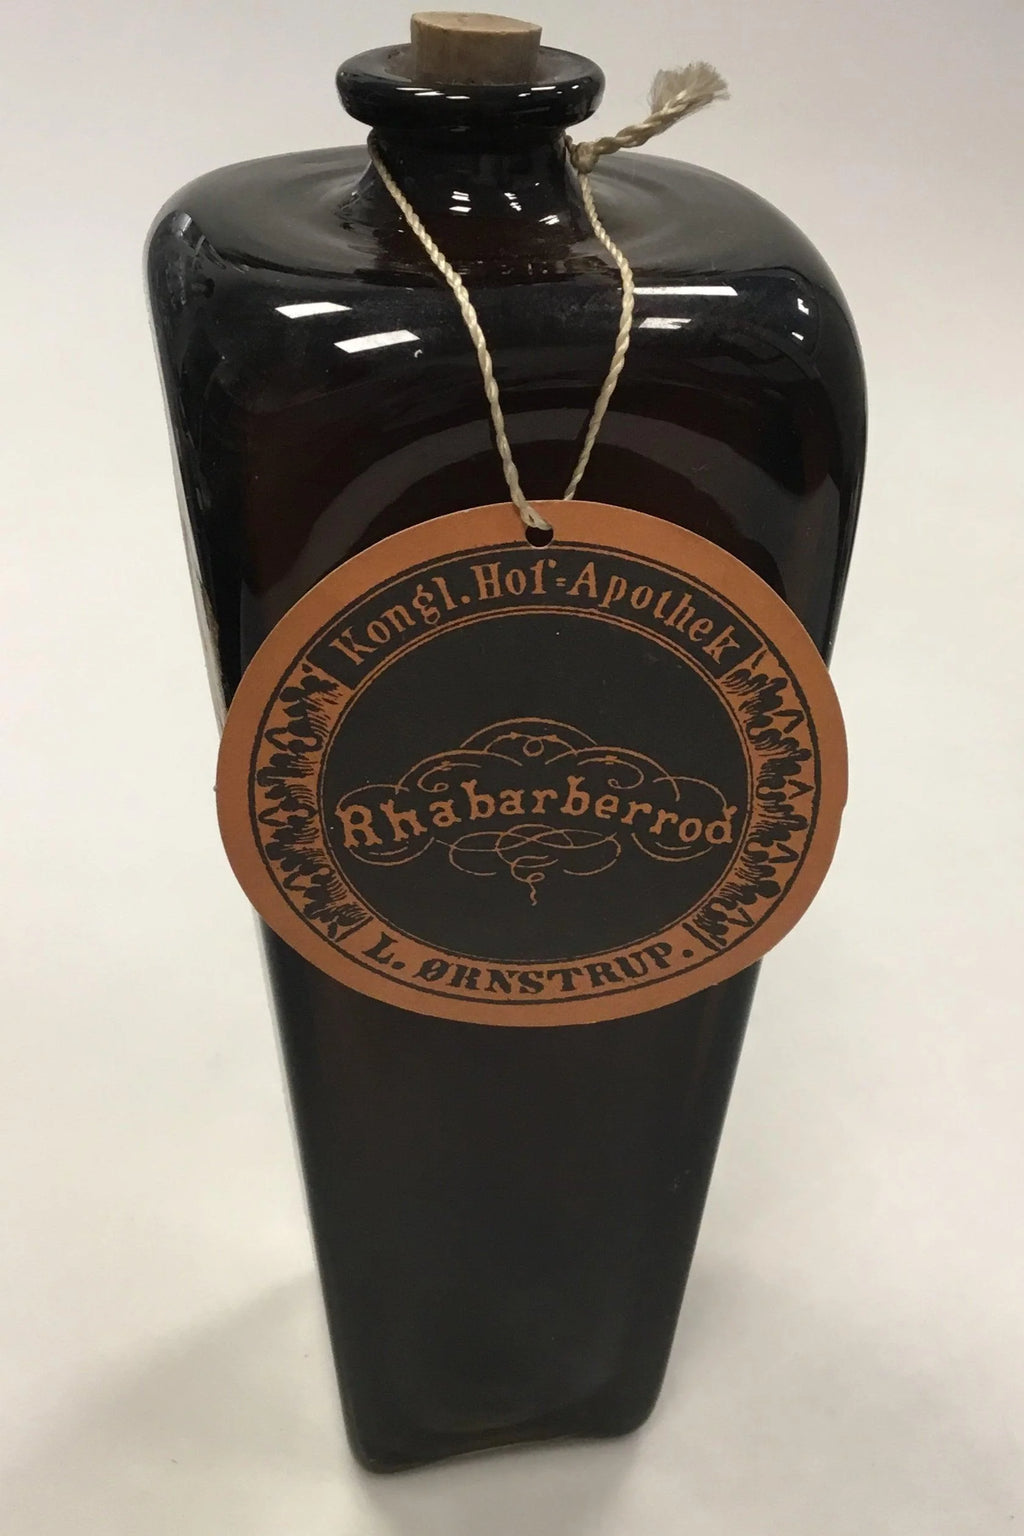 Kongl. Hof=Apothek
Rhabarberrod
L. ØRNSTRUP.